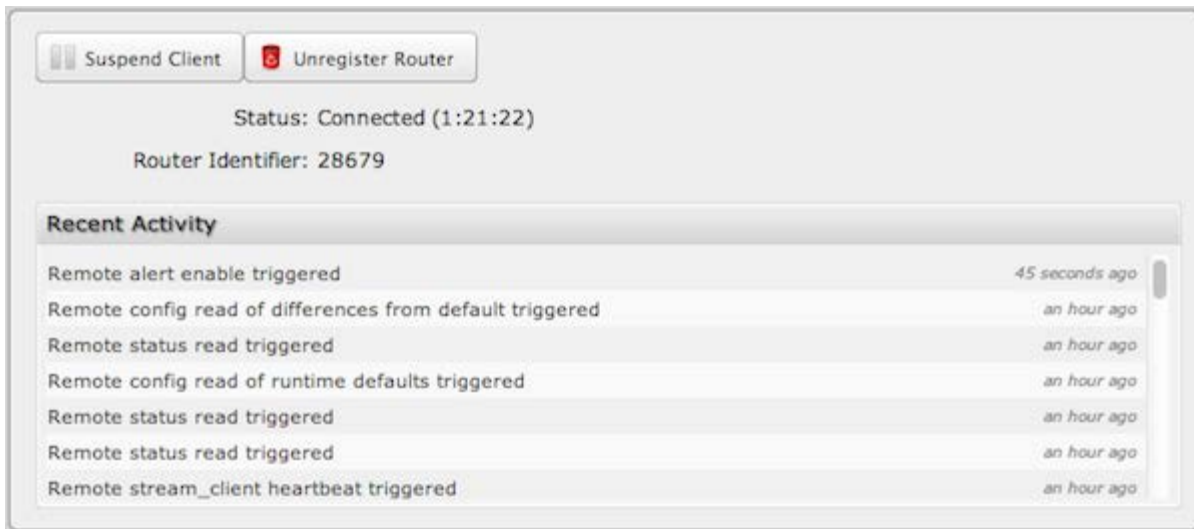 Suspend Client Unregister Router
Status: Connected (1:21:22)
Router Identifier: 28679
Recent Activity
Remote alert enable triggered 45 seconds ago
Remote config read of differences from default triggered an hour ago
Remote status read triggered an hour ago
Remote config read of runtime defaults triggered an hour ago
Remote status read triggered an hour ago
Remote status read triggered an hour ago
Remote stream_client heartbeat triggered an hour ago